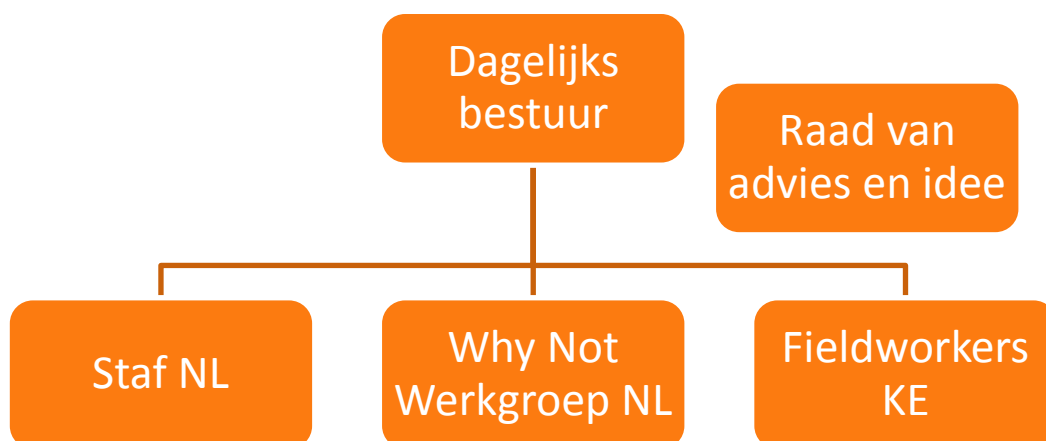 Dagelijks
bestuur
Raad van
advies en idee
Staf NL
Why Not
Werkgroep NL
Fieldworkers
KE